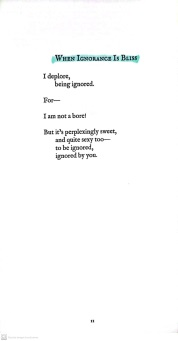 When Ignorance Is Bliss
I deplore,
being ignored.
For—
I am not a bore!
But it's perplexingly sweet,
and quite sexy too—
to be ignored,
ignored by you.
11